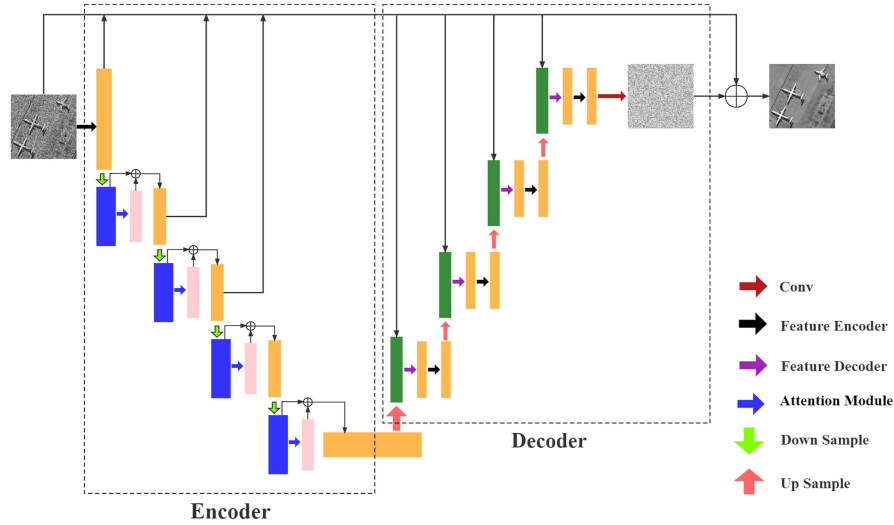 Conv
Feature Encoder
Feature Decoder
Attention Module
Down Sample
Up Sample
Decoder
Encoder